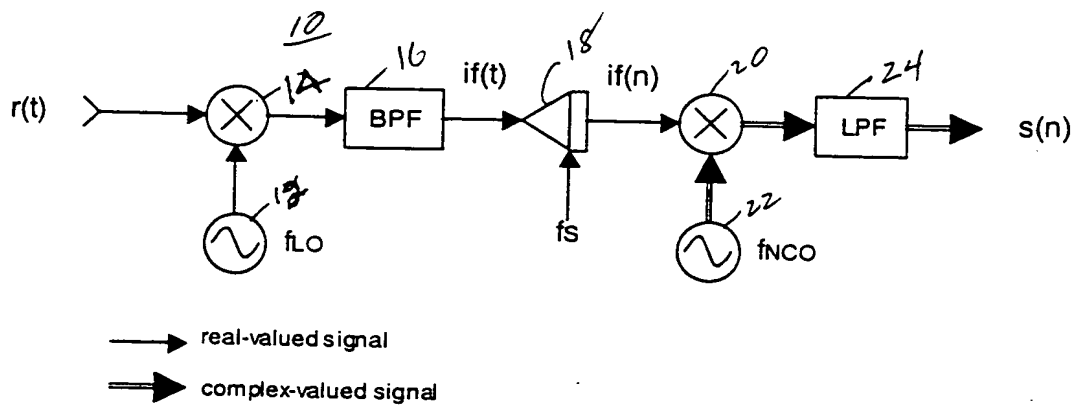 10
14
16
18
20
24
r(t)
BPF
if(t)
if(n)
LPF
s(n)
12
fLO
fS
22
fNCO
real-valued signal
complex-valued signal